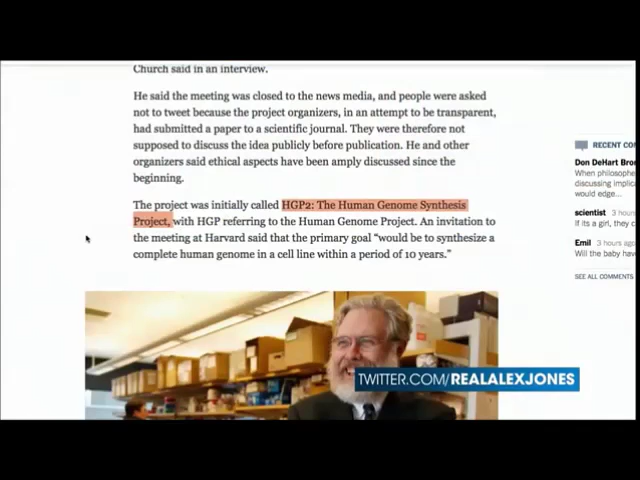 Church said in an interview.
He said the meeting was closed to the news media, and people were asked
not to tweet because the project organizers, in an attempt to be transparent,
had submitted a paper to a scientific journal. They were therefore not
supposed to discuss the idea publicly before publication. He and other
organizers said ethical aspects have been amply discussed since the
beginning.
The project was initially called HGP2: The Human Genome Synthesis
Project, with HGP referring to the Human Genome Project. An invitation to
the meeting at Harvard said that the primary goal “would be to synthesize a
complete human genome in a cell line within a period of 10 years.”
RECENT COM
Don DeHart Bron
When philosophe
discussing implic
would edge...
scientist 3 hours
If its a girl, they c
Emil 3 hours ago
Will the baby hav
SEE ALL COMMENTS
TWITTER.COM/REALALEXJONES